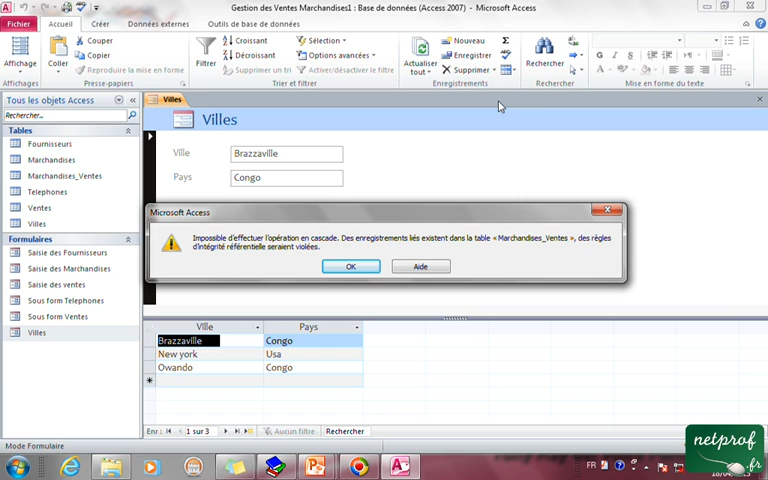 Gestion des Ventes Marchandises1 : Base de données (Access 2007) - Microsoft Access
Fichier Accueil Créer Données externes Outils de base de données
Affichage
Affichages
Coller
Couper
Copier
Reproduire la mise en forme
Presse-papiers
Filtrer
Croissant
Décroissant
Supprimer un tri
Sélection
Options avancées
Activer/désactiver le filtre
Trier et filtrer
Actualiser tout
Nouveau
Enregistrer
Supprimer
Enregistrements
Rechercher
Rechercher
G I S
Mise en forme du texte
Tous les objets Access
Rechercher...
Tables
Fournisseurs
Marchandises
Marchandises_Ventes
Telephones
Ventes
Villes
Formulaires
Saisie des Fournisseurs
Saisie des Marchandises
Saisie des ventes
Sous form Telephones
Sous form Ventes
Villes
Villes
Villes
Ville Brazzaville
Pays Congo
Microsoft Access
Impossible d'effectuer l'opération en cascade. Des enregistrements liés existent dans la table « Marchandises_Ventes », des règles
d'intégrité référentielle seraient violées.
OK Aide
Ville Pays
Brazzaville Congo
New york Usa
Owando Congo
Enr : 1 sur 3 Aucun filtre Rechercher
Mode Formulaire
FR
netprof
.fr